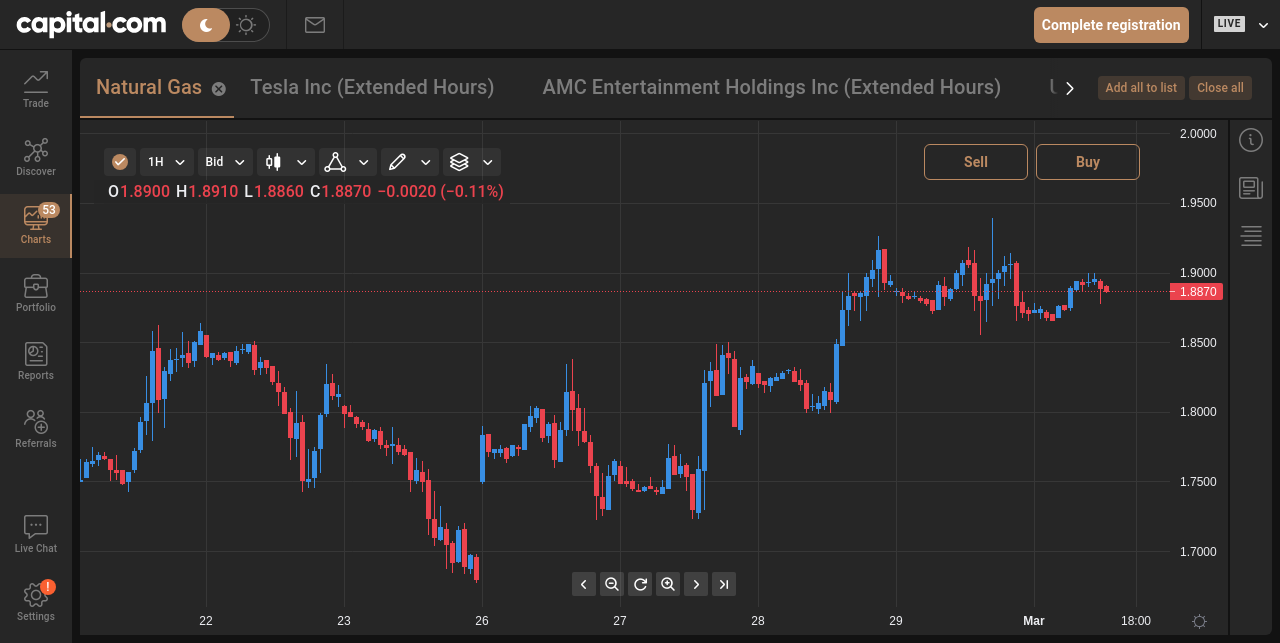 capital.com
Complete registration
LIVE
Natural Gas
Tesla Inc (Extended Hours)
AMC Entertainment Holdings Inc (Extended Hours)
Add all to list
Close all
Trade
Discover
53
Charts
Portfolio
Reports
Referrals
Live Chat
!
Settings
1H
Bid
Sell
Buy
O1.8900 H1.8910 L1.8860 C1.8870 −0.0020 (−0.11%)
2.0000
1.9500
1.9000
1.8870
1.8500
1.8000
1.7500
1.7000
22
23
26
27
28
29
Mar
18:00